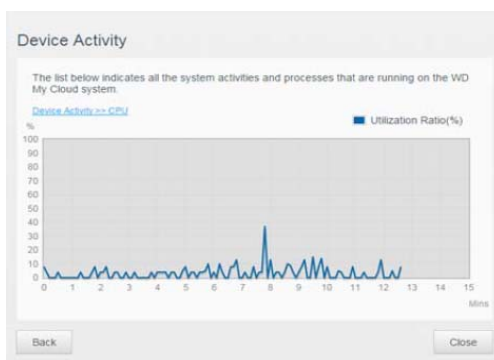 Device Activity
The list below indicates all the system activities and processes that are running on the WD
My Cloud system.
Device Activity >> CPU
Utilization Ratio(%)
%
100
90
80
70
60
50
40
30
20
10
0
0 1 2 3 4 5 6 7 8 9 10 11 12 13 14 15
Mins
Back
Close